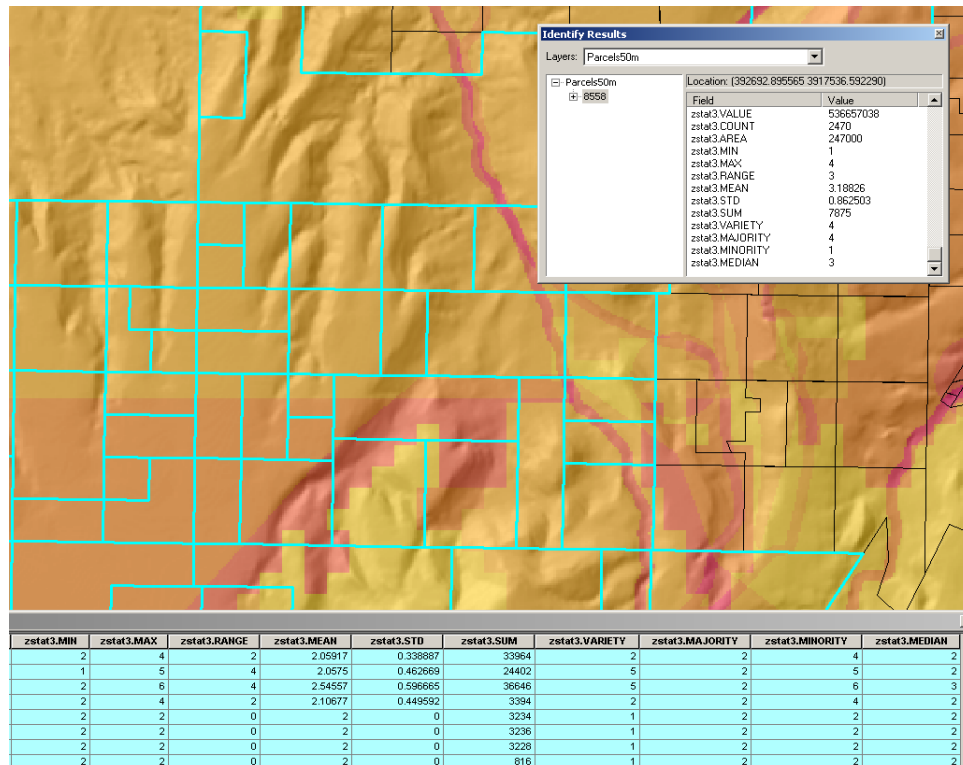 Identify Results
Layers: Parcels50m
Parcels50m
8558
Location: (392692.895565 3917536.592290)
Field Value
zstat3.VALUE 536657038
zstat3.COUNT 2470
zstat3.AREA 247000
zstat3.MIN 1
zstat3.MAX 4
zstat3.RANGE 3
zstat3.MEAN 3.18826
zstat3.STD 0.862503
zstat3.SUM 7875
zstat3.VARIETY 4
zstat3.MAJORITY 4
zstat3.MINORITY 1
zstat3.MEDIAN 3
zstat3.MIN zstat3.MAX zstat3.RANGE zstat3.MEAN zstat3.STD zstat3.SUM zstat3.VARIETY zstat3.MAJORITY zstat3.MINORITY zstat3.MEDIAN
2 4 2 2.05917 0.338887 33964 2 2 4 2
1 5 4 2.0575 0.462669 24402 5 2 5 2
2 6 4 2.54557 0.596665 36646 5 2 6 3
2 4 2 2.10677 0.449592 3394 2 2 4 2
2 2 0 2 0 3234 1 2 2 2
2 2 0 2 0 3236 1 2 2 2
2 2 0 2 0 3228 1 2 2 2
2 2 0 2 0 816 1 2 2 2